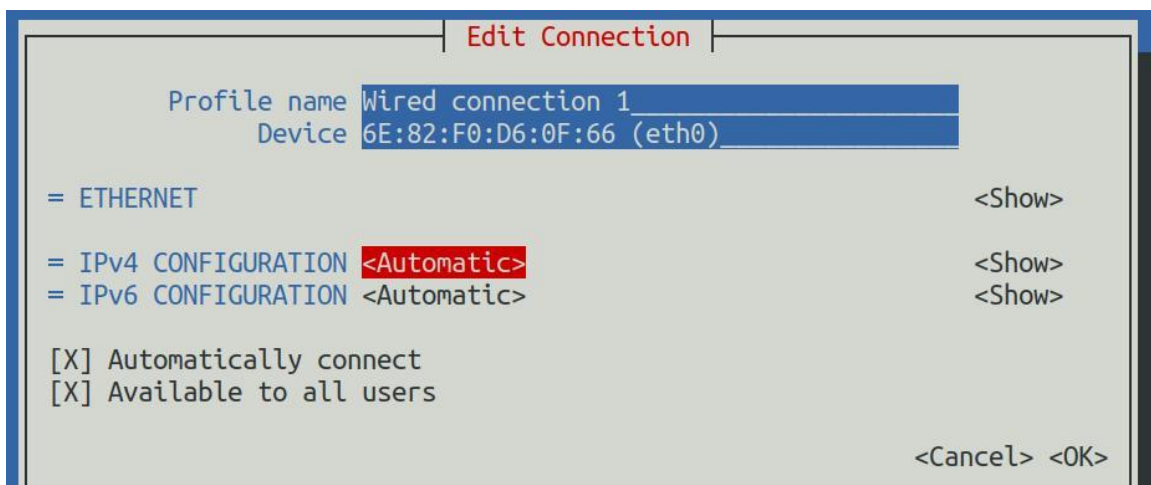 Edit Connection
Profile name Wired connection 1
Device 6E:82:F0:D6:0F:66 (eth0)
= ETHERNET <Show>
= IPv4 CONFIGURATION <Automatic> <Show>
= IPv6 CONFIGURATION <Automatic> <Show>
[X] Automatically connect
[X] Available to all users
<Cancel> <OK>